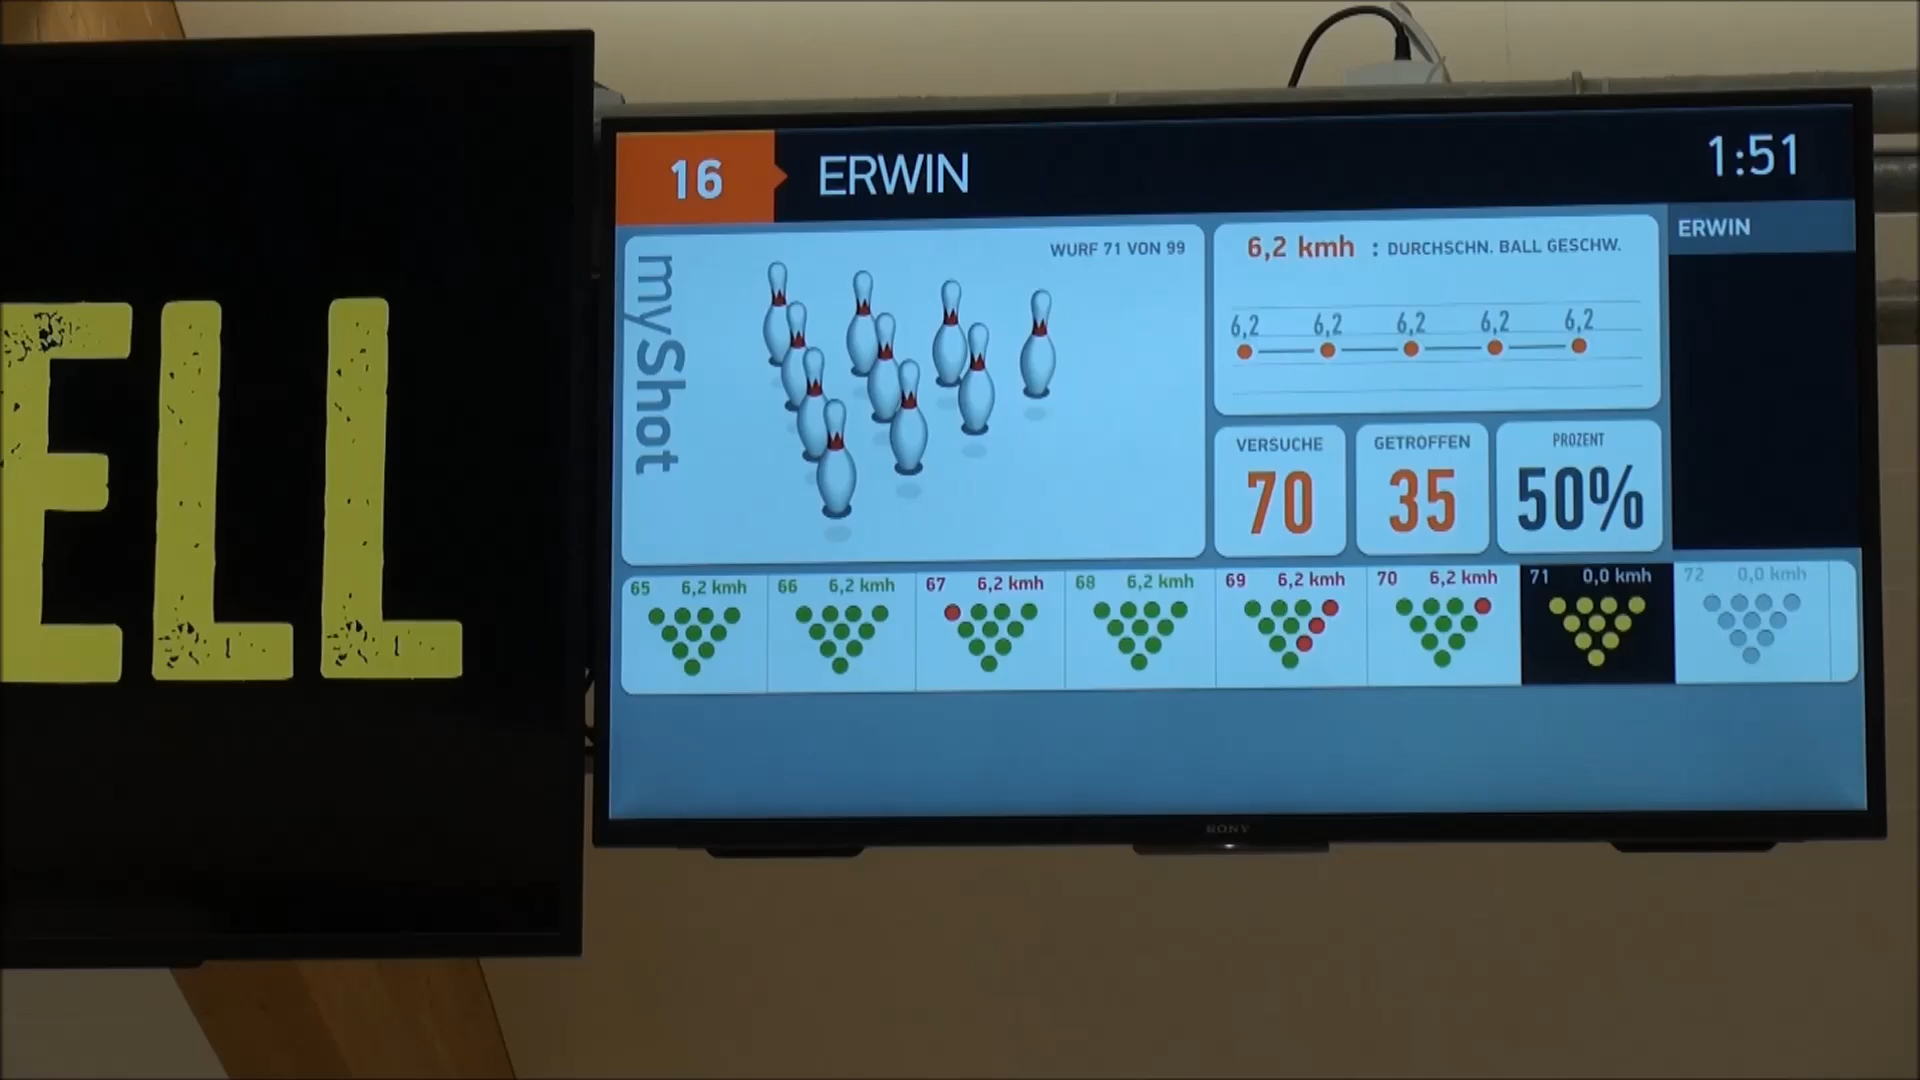 ELL
16 ERWIN 1:51
ERWIN
myShot
WURF 71 VON 99
6,2 kmh : DURCHSCHN. BALL GESCHW.
6,2 6,2 6,2 6,2 6,2
VERSUCHE GETROFFEN PROZENT
70 35 50%
65 6,2 kmh 66 6,2 kmh 67 6,2 kmh 68 6,2 kmh 69 6,2 kmh 70 6,2 kmh 71 0,0 kmh 72 0,0 kmh
SONY